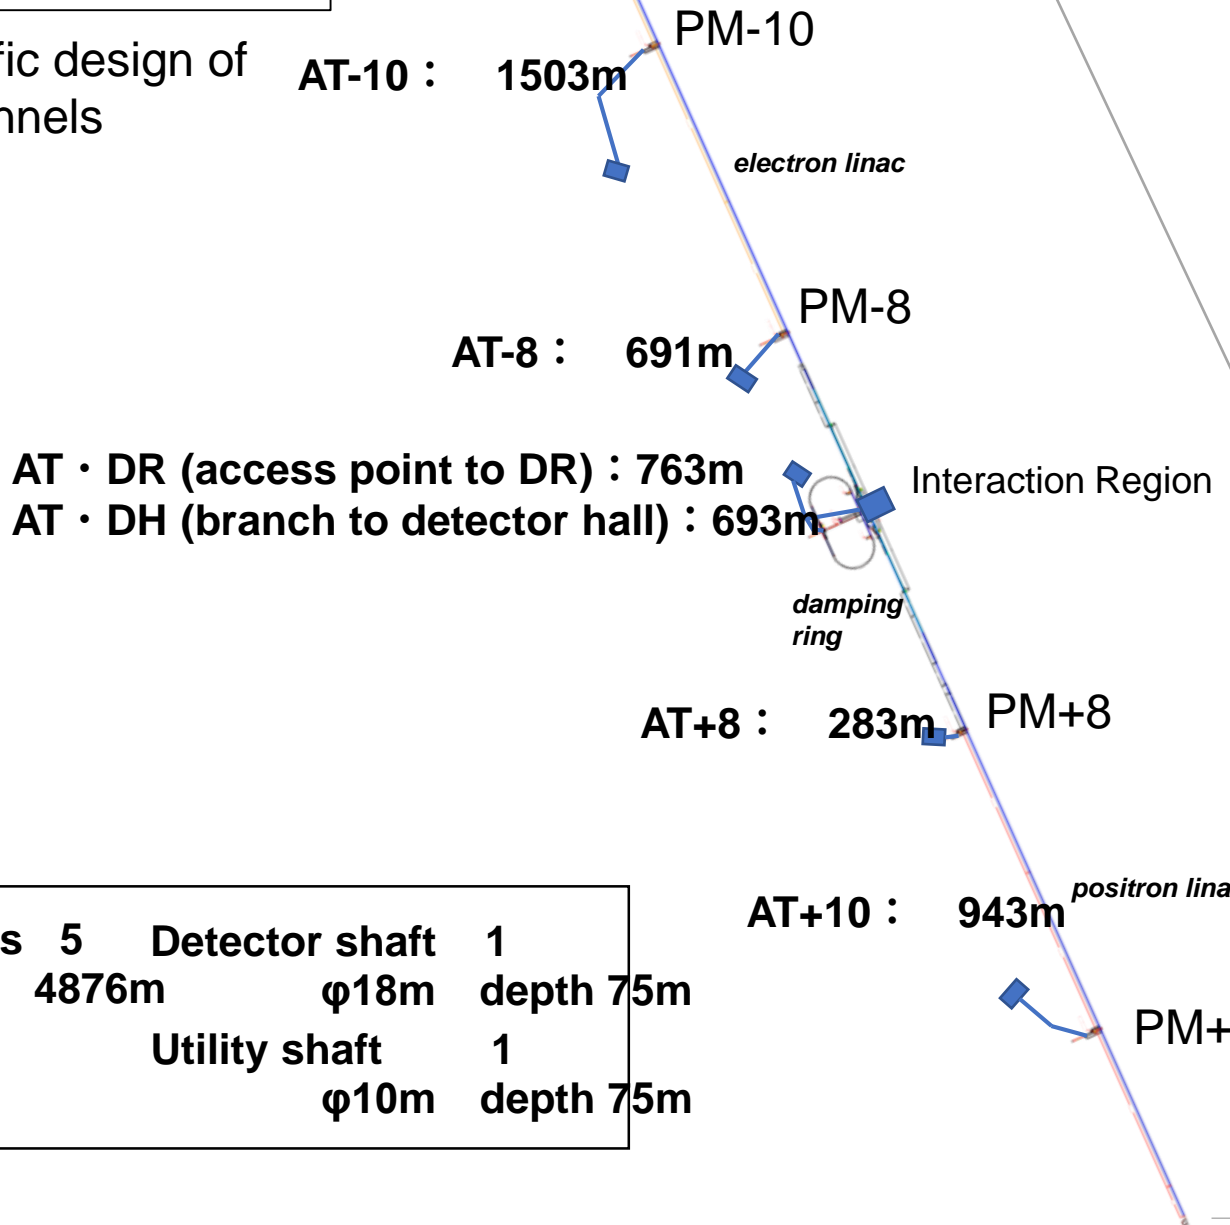 PM-10
fic design of
AT-10： 1503m
nnels
electron linac
PM-8
AT-8： 691m
AT・DR (access point to DR)：763m
Interaction Region
AT・DH (branch to detector hall)：693m
damping
ring
PM+8
AT+8： 283m
positron lina
AT+10： 943m
s 5 Detector shaft 1
4876m φ18m depth 75m
PM+
Utility shaft 1
φ10m depth 75m